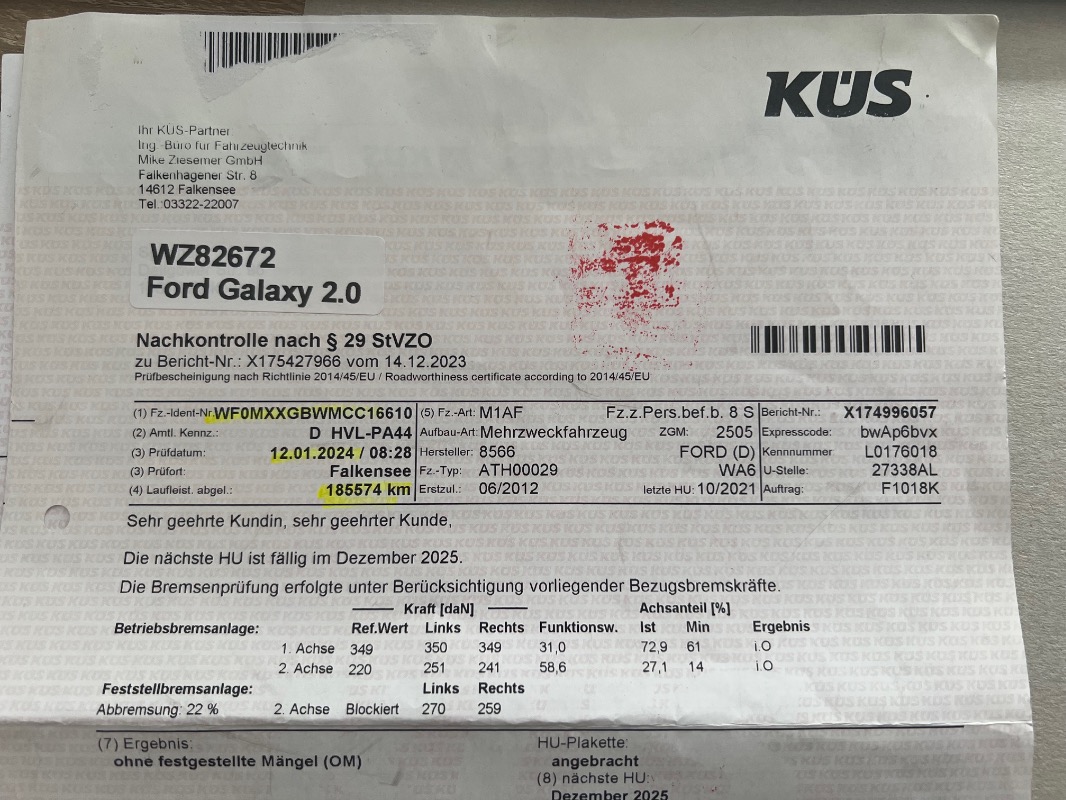 KÜS
Ihr KÜS-Partner
Ing.-Büro für Fahrzeugtechnik
Mike Ziesemer GmbH
Falkenhagener Str. 8
14612 Falkensee
Tel. 03322-22007
WZ82672
Ford Galaxy 2.0
Nachkontrolle nach § 29 StVZO
zu Bericht-Nr.: X175427966 vom 14.12.2023
Prüfbescheinigung nach Richtlinie 2014/45/EU / Roadworthiness certificate according to 2014/45/EU
(1) Fz.-Ident-Nr. WF0MXXGBWMCC16610 (5) Fz.-Art: M1AF Fz.z.Pers.bef.b. 8 S Bericht-Nr.: X174996057
(2) Amtl. Kennz.: D HVL-PA44 Aufbau-Art: Mehrzweckfahrzeug ZGM: 2505 Expresscode: bwAp6bvx
(3) Prüfdatum: 12.01.2024 / 08:28 Hersteller: 8566 FORD (D) Kennnummer L0176018
(3) Prüfort: Falkensee Fz.-Typ: ATH00029 WA6 U-Stelle: 27338AL
(4) Laufleist. abgel.: 185574 km Erstzul.: 06/2012 letzte HU: 10/2021 Auftrag: F1018K
Sehr geehrte Kundin, sehr geehrter Kunde,
Die nächste HU ist fällig im Dezember 2025.
Die Bremsenprüfung erfolgte unter Berücksichtigung vorliegender Bezugsbremskräfte.
Kraft [daN] Achsanteil [%]
Betriebsbremsanlage: Ref.Wert Links Rechts Funktionsw. Ist Min Ergebnis
1. Achse 349 350 349 31,0 72,9 61 i.O
2. Achse 220 251 241 58,6 27,1 14 i.O
Feststellbremsanlage: Links Rechts
Abbremsung: 22 % 2. Achse Blockiert 270 259
(7) Ergebnis: HU-Plakette:
ohne festgestellte Mängel (OM) angebracht
(8) nächste HU:
Dezember 2025